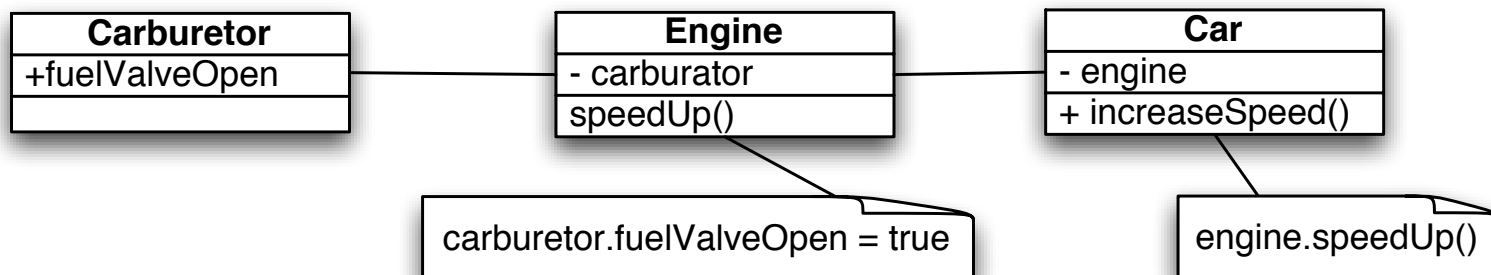 Carburetor
+fuelValveOpen
Engine
- carburator
speedUp()
Car
- engine
+ increaseSpeed()
carburetor.fuelValveOpen = true
engine.speedUp()